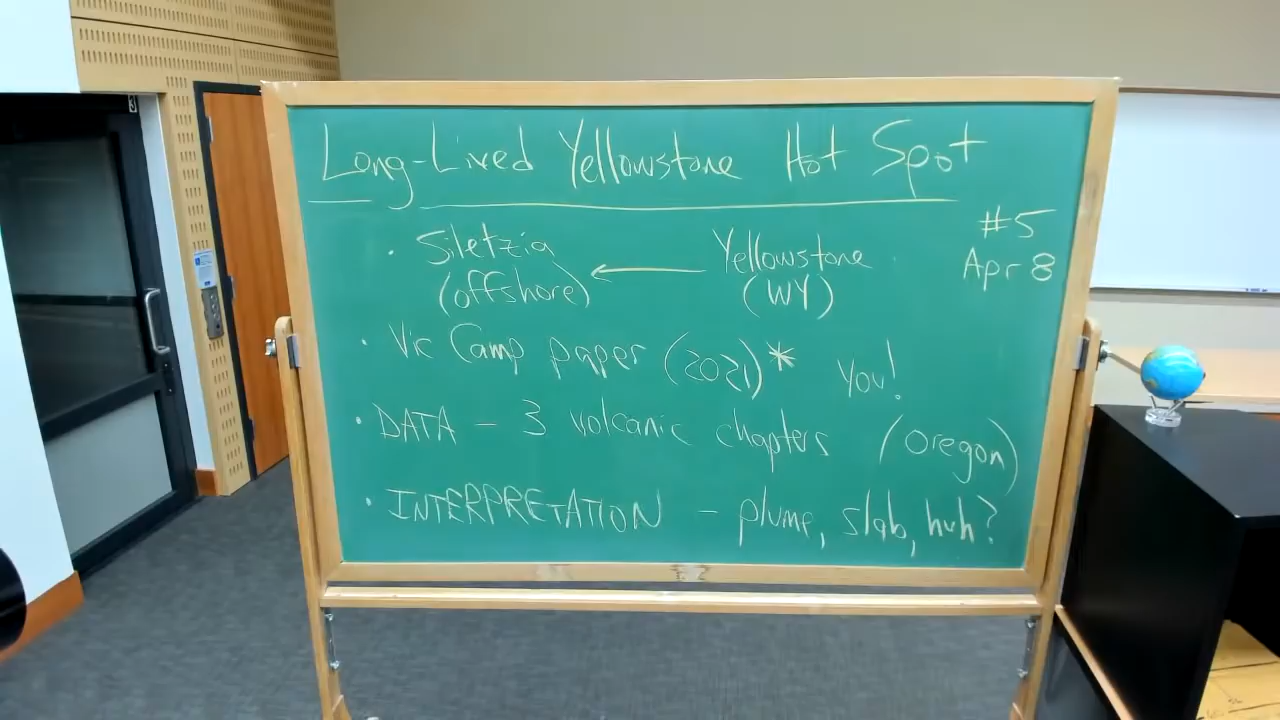 Long-Lived Yellowstone Hot Spot
#5
Apr 8
• Siletzia ← Yellowstone
(offshore) (WY)
• Vic Camp paper (2021)* You!
• DATA – 3 volcanic chapters (Oregon)
• INTERPRETATION – plume, slab, huh?